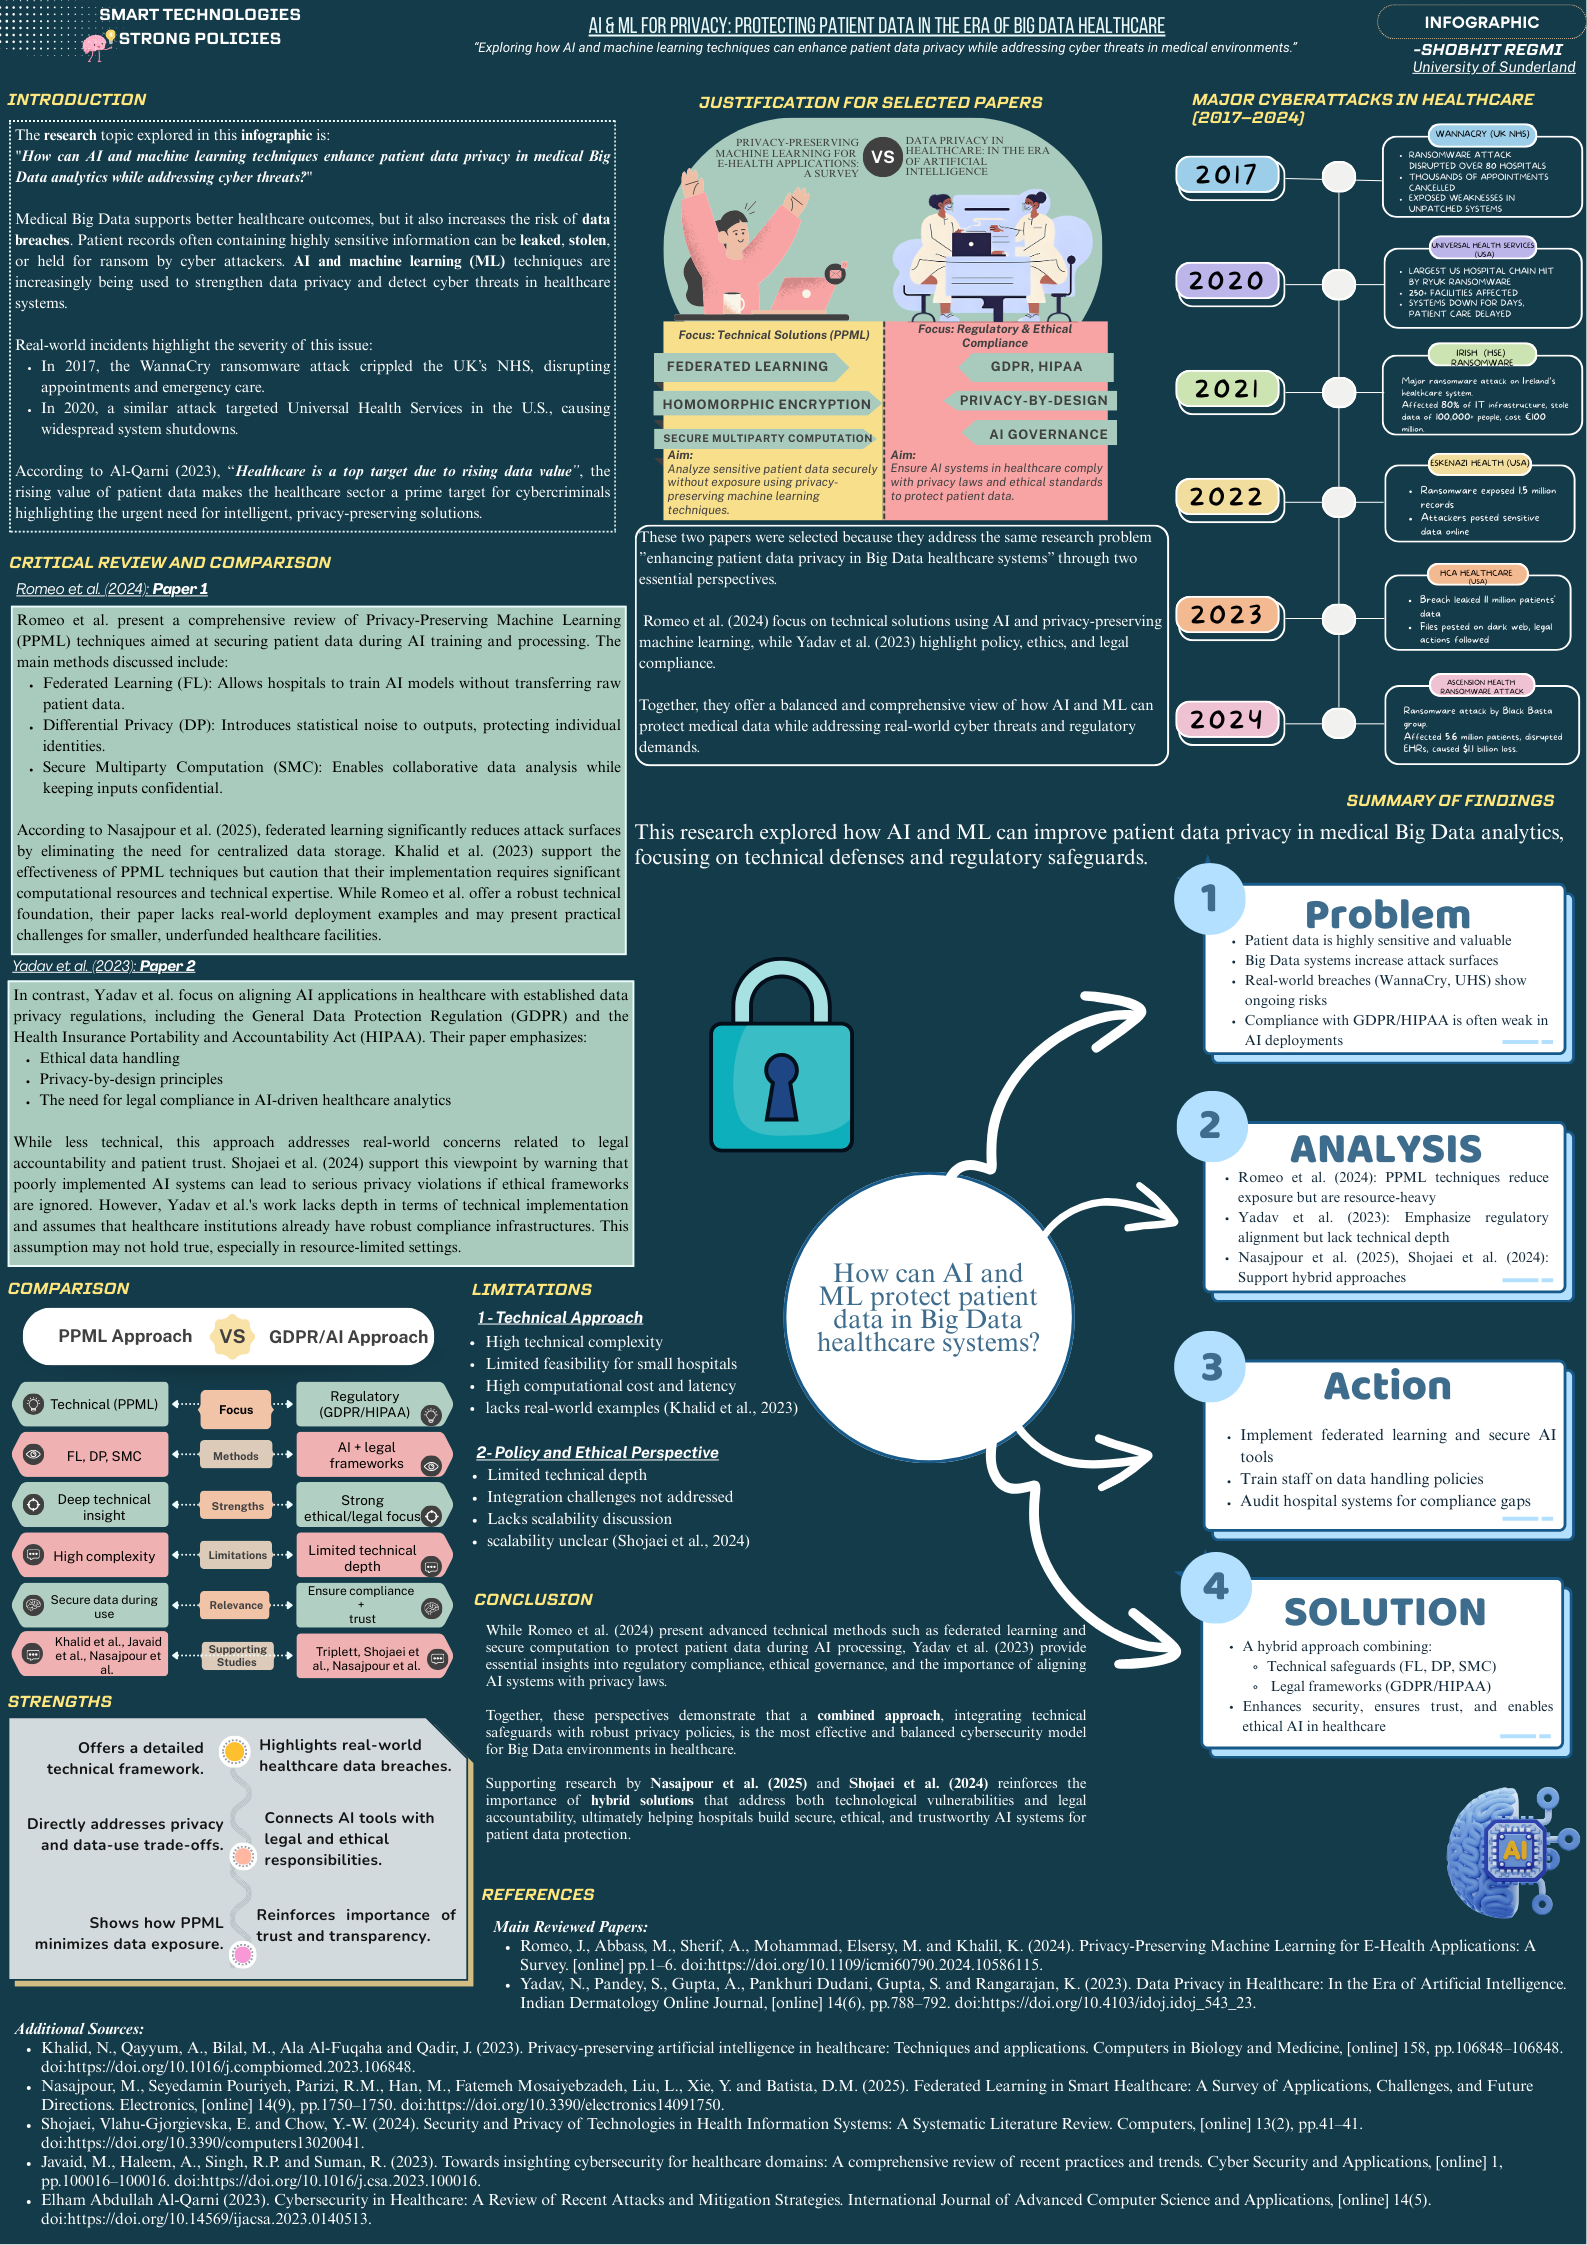 SMART TECHNOLOGIES
STRONG POLICIES
AI & ML FOR PRIVACY: PROTECTING PATIENT DATA IN THE ERA OF BIG DATA HEALTHCARE
“Exploring how AI and machine learning techniques can enhance patient data privacy while addressing cyber threats in medical environments.”
INFOGRAPHIC
-SHOBHIT REGMI
University of Sunderland
INTRODUCTION
The research topic explored in this infographic is:
"How can AI and machine learning techniques enhance patient data privacy in medical Big
Data analytics while addressing cyber threats?"
Medical Big Data supports better healthcare outcomes, but it also increases the risk of data
breaches. Patient records often containing highly sensitive information can be leaked, stolen,
or held for ransom by cyber attackers. AI and machine learning (ML) techniques are
increasingly being used to strengthen data privacy and detect cyber threats in healthcare
systems.
Real-world incidents highlight the severity of this issue:
• In 2017, the WannaCry ransomware attack crippled the UK’s NHS, disrupting
appointments and emergency care.
• In 2020, a similar attack targeted Universal Health Services in the U.S., causing
widespread system shutdowns.
According to Al-Qarni (2023), “Healthcare is a top target due to rising data value”, the
rising value of patient data makes the healthcare sector a prime target for cybercriminals
highlighting the urgent need for intelligent, privacy-preserving solutions.
CRITICAL REVIEW AND COMPARISON
Romeo et al. (2024): Paper 1
Romeo et al. present a comprehensive review of Privacy-Preserving Machine Learning
(PPML) techniques aimed at securing patient data during AI training and processing. The
main methods discussed include:
• Federated Learning (FL): Allows hospitals to train AI models without transferring raw
patient data.
• Differential Privacy (DP): Introduces statistical noise to outputs, protecting individual
identities.
• Secure Multiparty Computation (SMC): Enables collaborative data analysis while
keeping inputs confidential.
According to Nasajpour et al. (2025), federated learning significantly reduces attack surfaces
by eliminating the need for centralized data storage. Khalid et al. (2023) support the
effectiveness of PPML techniques but caution that their implementation requires significant
computational resources and technical expertise. While Romeo et al. offer a robust technical
foundation, their paper lacks real-world deployment examples and may present practical
challenges for smaller, underfunded healthcare facilities.
Yadav et al. (2023): Paper 2
In contrast, Yadav et al. focus on aligning AI applications in healthcare with established data
privacy regulations, including the General Data Protection Regulation (GDPR) and the
Health Insurance Portability and Accountability Act (HIPAA). Their paper emphasizes:
• Ethical data handling
• Privacy-by-design principles
• The need for legal compliance in AI-driven healthcare analytics
While less technical, this approach addresses real-world concerns related to legal
accountability and patient trust. Shojaei et al. (2024) support this viewpoint by warning that
poorly implemented AI systems can lead to serious privacy violations if ethical frameworks
are ignored. However, Yadav et al.'s work lacks depth in terms of technical implementation
and assumes that healthcare institutions already have robust compliance infrastructures. This
assumption may not hold true, especially in resource-limited settings.
JUSTIFICATION FOR SELECTED PAPERS
PRIVACY-PRESERVING
MACHINE LEARNING FOR
E-HEALTH APPLICATIONS:
A SURVEY
VS
DATA PRIVACY IN
HEALTHCARE: IN THE ERA
OF ARTIFICIAL
INTELLIGENCE
Focus: Technical Solutions (PPML)
FEDERATED LEARNING
HOMOMORPHIC ENCRYPTION
SECURE MULTIPARTY COMPUTATION
Aim:
Analyze sensitive patient data securely
without exposure using privacy-
preserving machine learning
techniques.
Focus: Regulatory & Ethical
Compliance
GDPR, HIPAA
PRIVACY-BY-DESIGN
AI GOVERNANCE
Aim:
Ensure AI systems in healthcare comply
with privacy laws and ethical standards
to protect patient data.
These two papers were selected because they address the same research problem
”enhancing patient data privacy in Big Data healthcare systems” through two
essential perspectives.
Romeo et al. (2024) focus on technical solutions using AI and privacy-preserving
machine learning, while Yadav et al. (2023) highlight policy, ethics, and legal
compliance.
Together, they offer a balanced and comprehensive view of how AI and ML can
protect medical data while addressing real-world cyber threats and regulatory
demands.
MAJOR CYBERATTACKS IN HEALTHCARE
(2017–2024)
2017
WANNACRY (UK NHS)
• RANSOMWARE ATTACK
DISRUPTED OVER 80 HOSPITALS
• THOUSANDS OF APPOINTMENTS
CANCELLED
• EXPOSED WEAKNESSES IN
UNPATCHED SYSTEMS
2020
UNIVERSAL HEALTH SERVICES
(USA)
• LARGEST US HOSPITAL CHAIN HIT
BY RYUK RANSOMWARE
• 250+ FACILITIES AFFECTED
• SYSTEMS DOWN FOR DAYS,
PATIENT CARE DELAYED
2021
IRISH (HSE)
RANSOMWARE
Major ransomware attack on Ireland's
healthcare system.
Affected 80% of IT infrastructure, stole
data of 100,000+ people, cost €100
million.
2022
ESKENAZI HEALTH (USA)
• Ransomware exposed 1.5 million
records
• Attackers posted sensitive
data online
2023
HCA HEALTHCARE
(USA)
• Breach leaked 11 million patients'
data
• Files posted on dark web, legal
actions followed
2024
ASCENSION HEALTH
RANSOMWARE ATTACK
Ransomware attack by Black Basta
group.
Affected 5.6 million patients, disrupted
EHRs, caused $1.1 billion loss.
SUMMARY OF FINDINGS
This research explored how AI and ML can improve patient data privacy in medical Big Data analytics,
focusing on technical defenses and regulatory safeguards.
How can AI and
ML protect patient
data in Big Data
healthcare systems?
1
Problem
• Patient data is highly sensitive and valuable
• Big Data systems increase attack surfaces
• Real-world breaches (WannaCry, UHS) show
ongoing risks
• Compliance with GDPR/HIPAA is often weak in
AI deployments
2
ANALYSIS
• Romeo et al. (2024): PPML techniques reduce
exposure but are resource-heavy
• Yadav et al. (2023): Emphasize regulatory
alignment but lack technical depth
• Nasajpour et al. (2025), Shojaei et al. (2024):
Support hybrid approaches
3
Action
• Implement federated learning and secure AI
tools
• Train staff on data handling policies
• Audit hospital systems for compliance gaps
4
SOLUTION
• A hybrid approach combining:
◦ Technical safeguards (FL, DP, SMC)
◦ Legal frameworks (GDPR/HIPAA)
• Enhances security, ensures trust, and enables
ethical AI in healthcare
AI
COMPARISON
PPML Approach VS GDPR/AI Approach
Technical (PPML)
Focus
Regulatory
(GDPR/HIPAA)
FL, DP, SMC
Methods
AI + legal
frameworks
Deep technical
insight
Strengths
Strong
ethical/legal focus
High complexity
Limitations
Limited technical
depth
Secure data during
use
Relevance
Ensure compliance
+
trust
Khalid et al., Javaid
et al., Nasajpour et
al.
Supporting
Studies
Triplett, Shojaei et
al., Nasajpour et al.
LIMITATIONS
1 - Technical Approach
• High technical complexity
• Limited feasibility for small hospitals
• High computational cost and latency
• lacks real-world examples (Khalid et al., 2023)
2- Policy and Ethical Perspective
• Limited technical depth
• Integration challenges not addressed
• Lacks scalability discussion
• scalability unclear (Shojaei et al., 2024)
STRENGTHS
Offers a detailed
technical framework.
Highlights real-world
healthcare data breaches.
Directly addresses privacy
and data-use trade-offs.
Connects AI tools with
legal and ethical
responsibilities.
Shows how PPML
minimizes data exposure.
Reinforces importance of
trust and transparency.
CONCLUSION
While Romeo et al. (2024) present advanced technical methods such as federated learning and
secure computation to protect patient data during AI processing, Yadav et al. (2023) provide
essential insights into regulatory compliance, ethical governance, and the importance of aligning
AI systems with privacy laws.
Together, these perspectives demonstrate that a combined approach, integrating technical
safeguards with robust privacy policies, is the most effective and balanced cybersecurity model
for Big Data environments in healthcare.
Supporting research by Nasajpour et al. (2025) and Shojaei et al. (2024) reinforces the
importance of hybrid solutions that address both technological vulnerabilities and legal
accountability, ultimately helping hospitals build secure, ethical, and trustworthy AI systems for
patient data protection.
REFERENCES
Main Reviewed Papers:
• Romeo, J., Abbass, M., Sherif, A., Mohammad, Elsersy, M. and Khalil, K. (2024). Privacy-Preserving Machine Learning for E-Health Applications: A
Survey. [online] pp.1–6. doi:https://doi.org/10.1109/icmi60790.2024.10586115.
• Yadav, N., Pandey, S., Gupta, A., Pankhuri Dudani, Gupta, S. and Rangarajan, K. (2023). Data Privacy in Healthcare: In the Era of Artificial Intelligence.
Indian Dermatology Online Journal, [online] 14(6), pp.788–792. doi:https://doi.org/10.4103/idoj.idoj_543_23.
Additional Sources:
• Khalid, N., Qayyum, A., Bilal, M., Ala Al-Fuqaha and Qadir, J. (2023). Privacy-preserving artificial intelligence in healthcare: Techniques and applications. Computers in Biology and Medicine, [online] 158, pp.106848–106848.
doi:https://doi.org/10.1016/j.compbiomed.2023.106848.
• Nasajpour, M., Seyedamin Pouriyeh, Parizi, R.M., Han, M., Fatemeh Mosaiyebzadeh, Liu, L., Xie, Y. and Batista, D.M. (2025). Federated Learning in Smart Healthcare: A Survey of Applications, Challenges, and Future
Directions. Electronics, [online] 14(9), pp.1750–1750. doi:https://doi.org/10.3390/electronics14091750.
• Shojaei, Vlahu-Gjorgievska, E. and Chow, Y.-W. (2024). Security and Privacy of Technologies in Health Information Systems: A Systematic Literature Review. Computers, [online] 13(2), pp.41–41.
doi:https://doi.org/10.3390/computers13020041.
• Javaid, M., Haleem, A., Singh, R.P. and Suman, R. (2023). Towards insighting cybersecurity for healthcare domains: A comprehensive review of recent practices and trends. Cyber Security and Applications, [online] 1,
pp.100016–100016. doi:https://doi.org/10.1016/j.csa.2023.100016.
• Elham Abdullah Al-Qarni (2023). Cybersecurity in Healthcare: A Review of Recent Attacks and Mitigation Strategies. International Journal of Advanced Computer Science and Applications, [online] 14(5).
doi:https://doi.org/10.14569/ijacsa.2023.0140513.